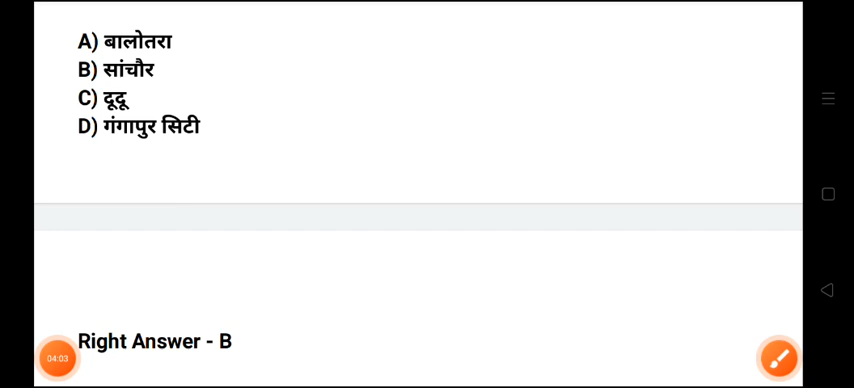 A) बालोतरा
B) सांचौर
C) दूदू
D) गंगापुर सिटी
Right Answer - B
04:03